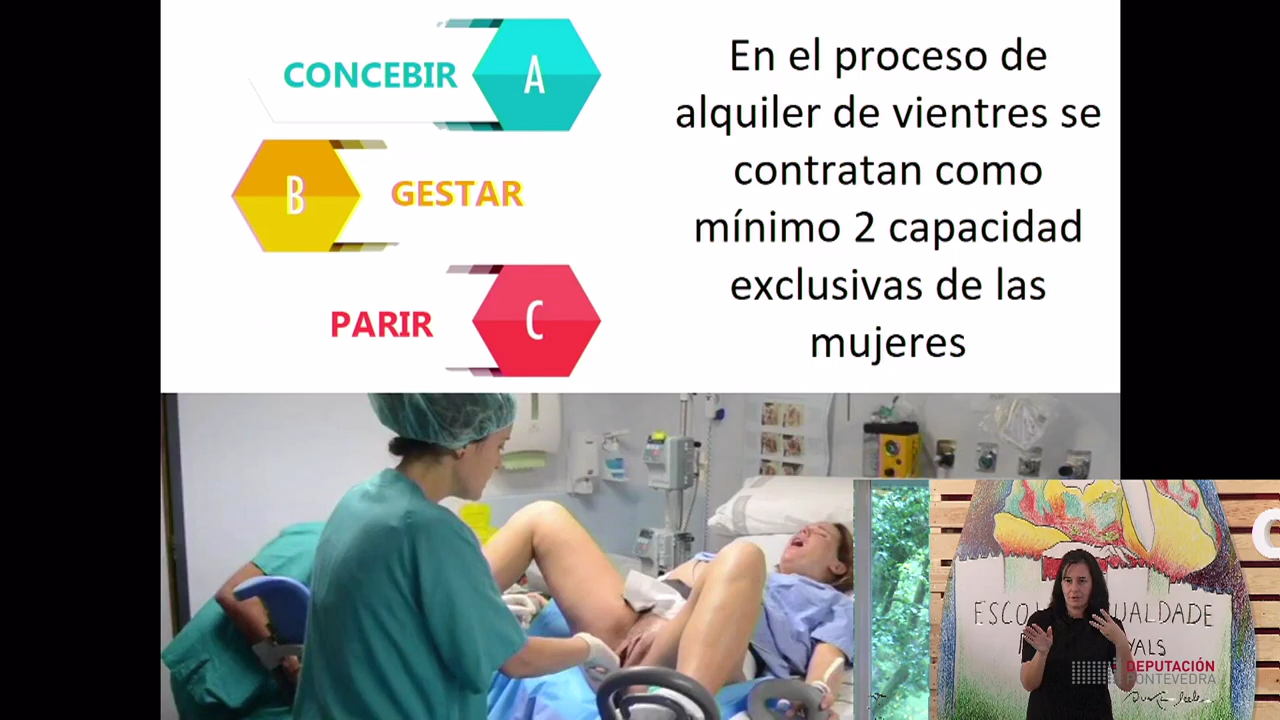 CONCEBIR
A
B
GESTAR
PARIR
C
En el proceso de
alquiler de vientres se
contratan como
mínimo 2 capacidad
exclusivas de las
mujeres
DEPUTACIÓN
PONTEVEDRA